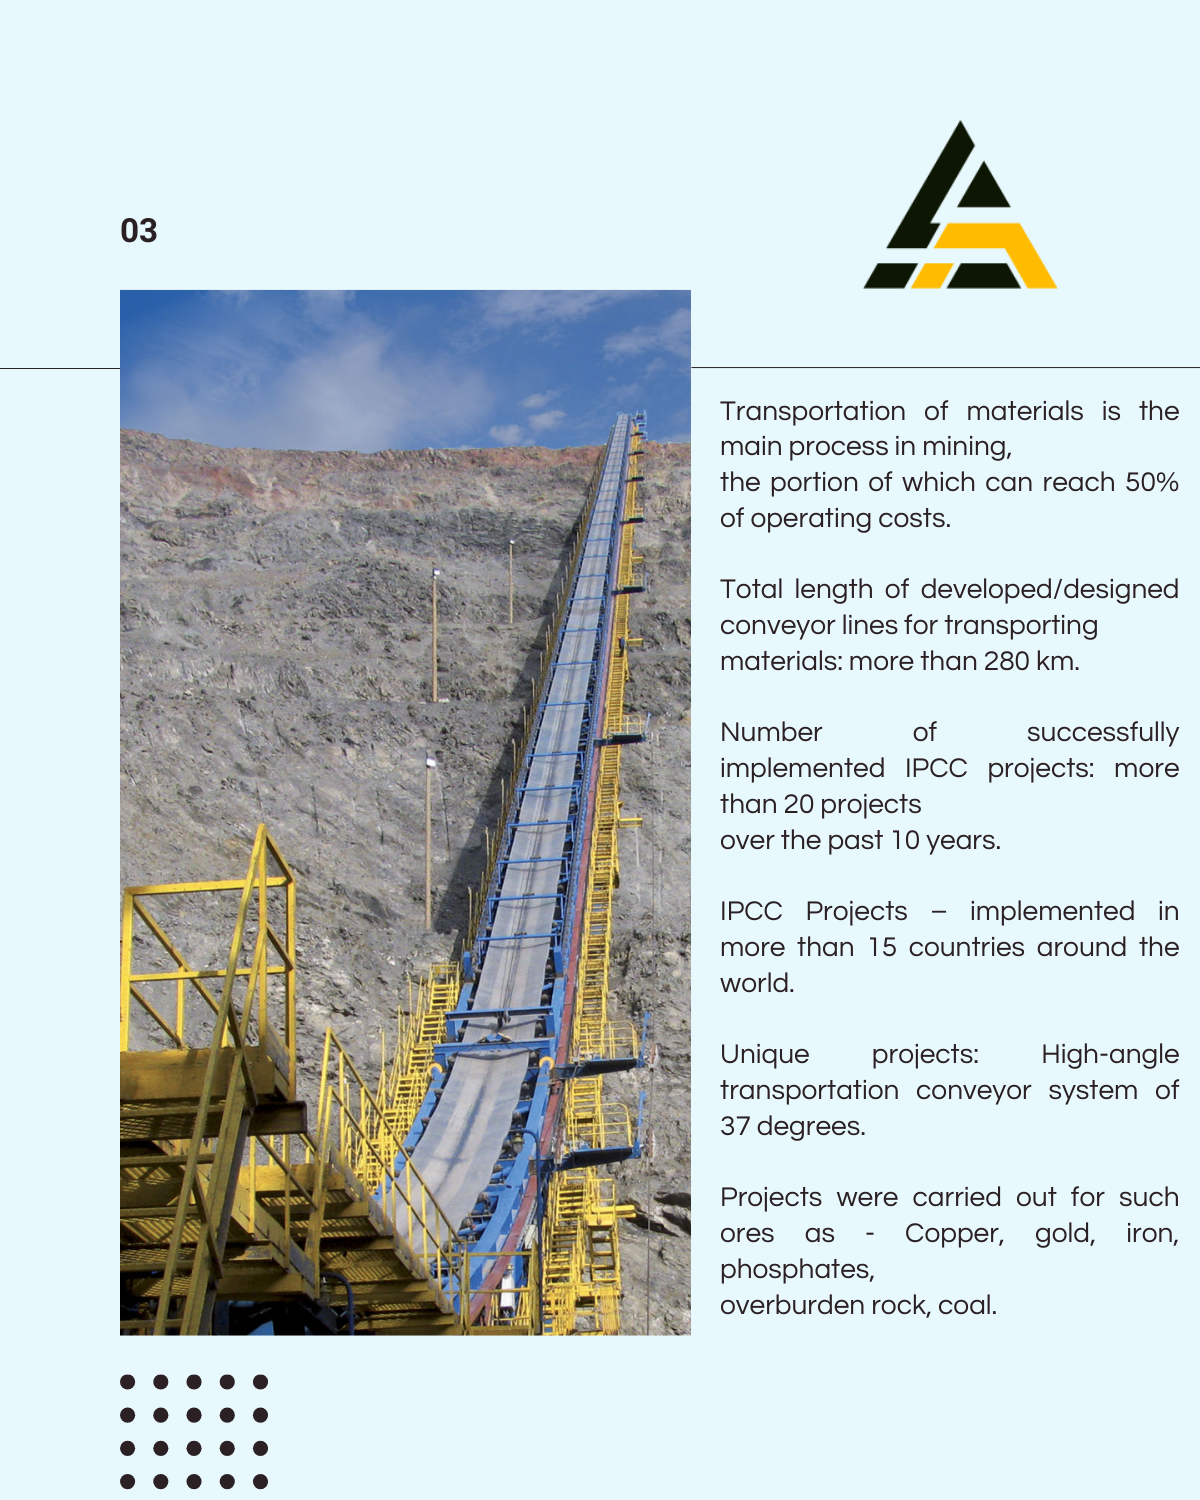 03
Transportation of materials is the
main process in mining,
the portion of which can reach 50%
of operating costs.
Total length of developed/designed
conveyor lines for transporting
materials: more than 280 km.
Number of successfully
implemented IPCC projects: more
than 20 projects
over the past 10 years.
IPCC Projects – implemented in
more than 15 countries around the
world.
Unique projects: High-angle
transportation conveyor system of
37 degrees.
Projects were carried out for such
ores as - Copper, gold, iron,
phosphates,
overburden rock, coal.